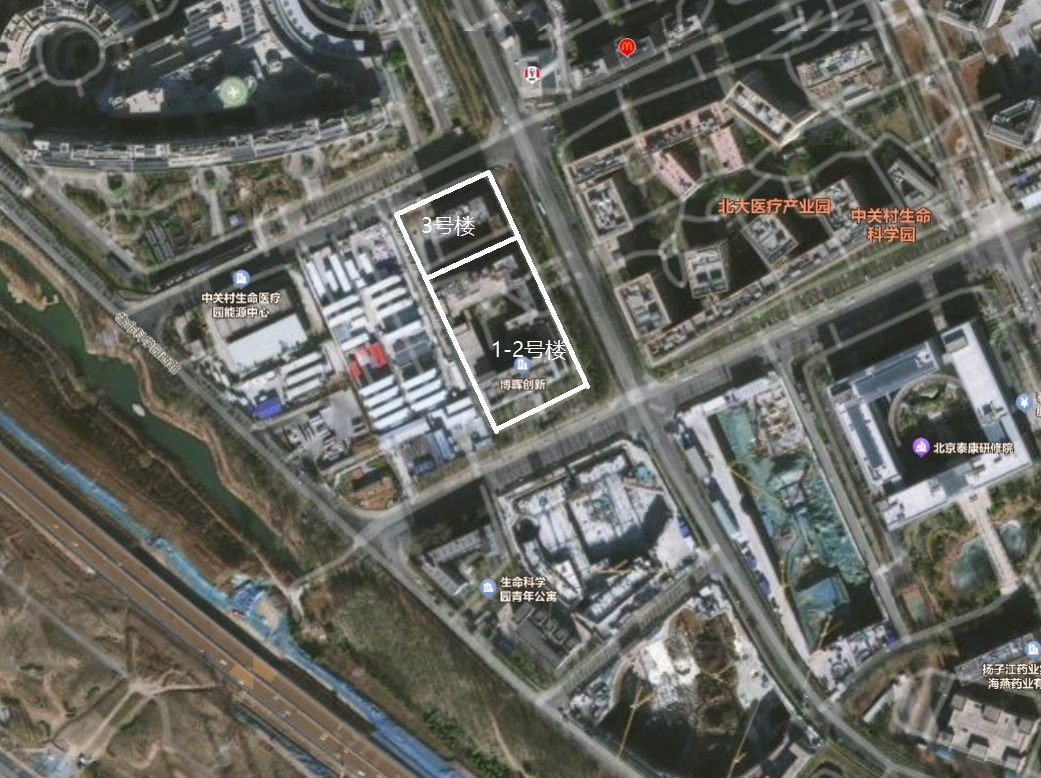 北大医疗产业园
中关村生命
科学园
3号楼
中关村生命医疗
园能源中心
1-2号楼
博晖创新
北京泰康研修院
生命科学
园青年公寓
扬子江药业
海燕药业有